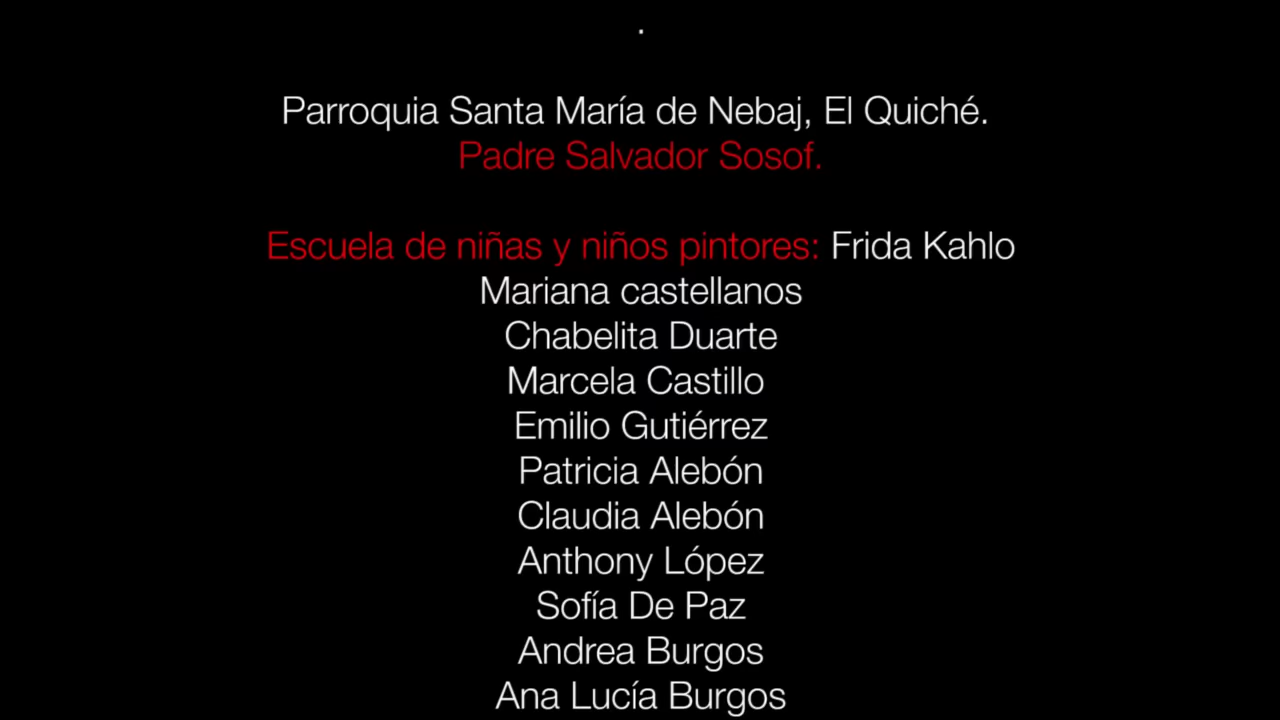 .
Parroquia Santa María de Nebaj, El Quiché.
Padre Salvador Sosof.
Escuela de niñas y niños pintores: Frida Kahlo
Mariana castellanos
Chabelita Duarte
Marcela Castillo
Emilio Gutiérrez
Patricia Alebón
Claudia Alebón
Anthony López
Sofía De Paz
Andrea Burgos
Ana Lucía Burgos